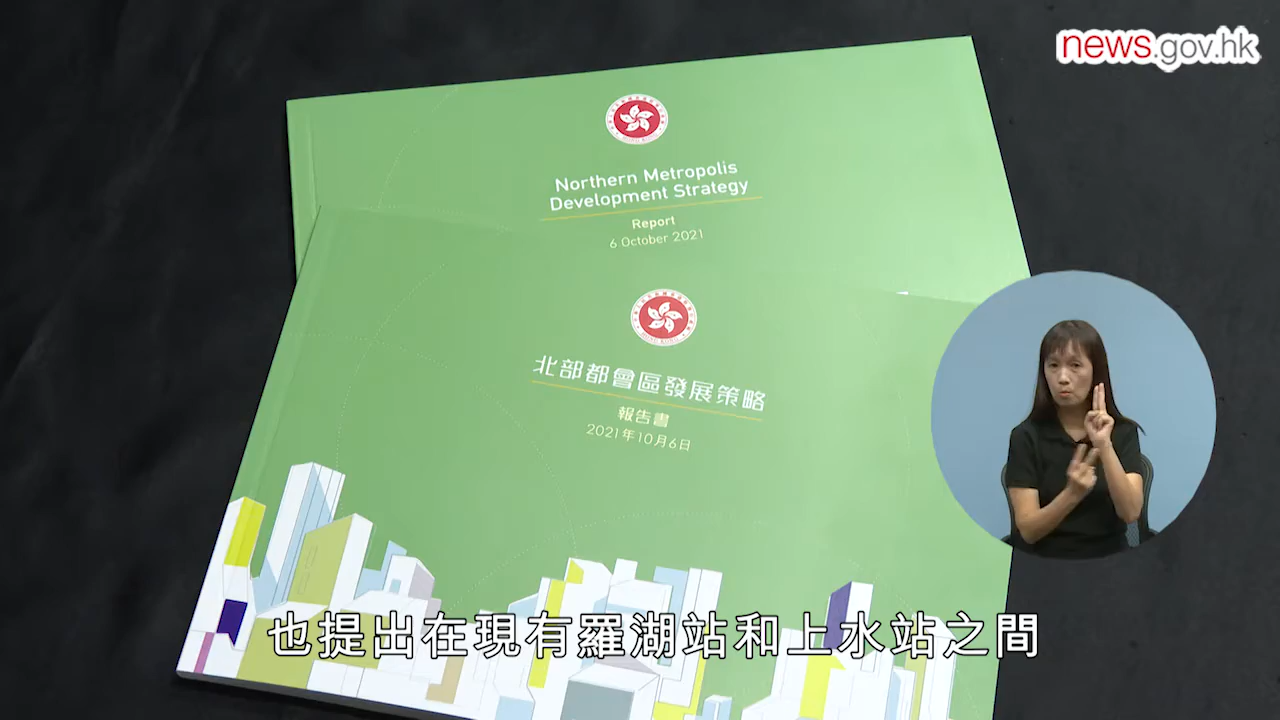 news.gov.hk
Northern Metropolis
Development Strategy
Report
6 October 2021
北部都會區發展策略
報告書
2021年10月6日
也提出在現有羅湖站和上水站之間